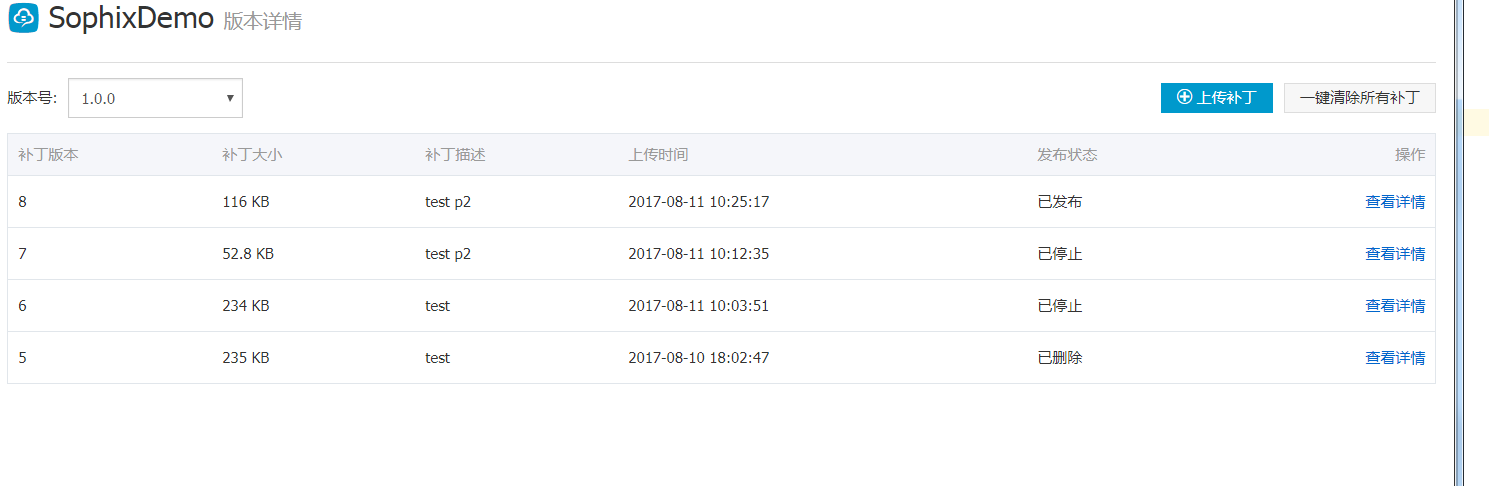 SophixDemo 版本详情
版本号: 1.0.0 上传补丁 一键清除所有补丁
补丁版本 补丁大小 补丁描述 上传时间 发布状态 操作
8 116 KB test p2 2017-08-11 10:25:17 已发布 查看详情
7 52.8 KB test p2 2017-08-11 10:12:35 已停止 查看详情
6 234 KB test 2017-08-11 10:03:51 已停止 查看详情
5 235 KB test 2017-08-10 18:02:47 已删除 查看详情